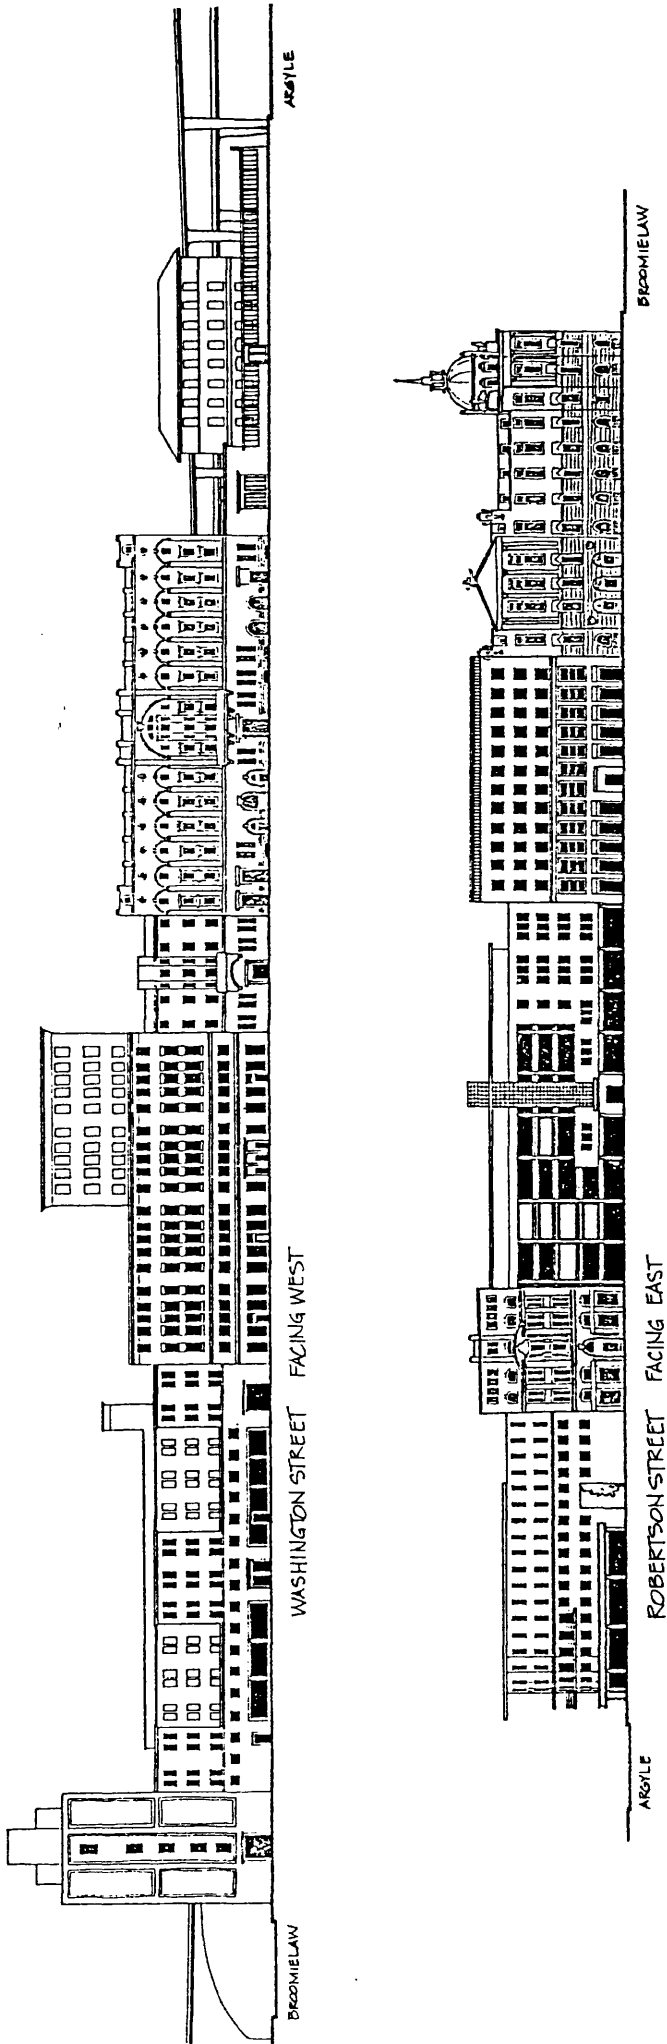 BROOMIELAW
WASHINGTON STREET FACING WEST
ARGYLE
ARGYLE
ROBERTSON STREET FACING EAST
BROOMIELAW